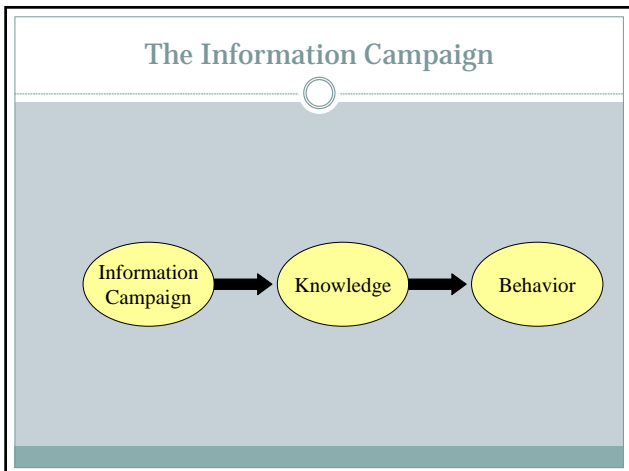 The Information Campaign
Information
Campaign
Knowledge
Behavior